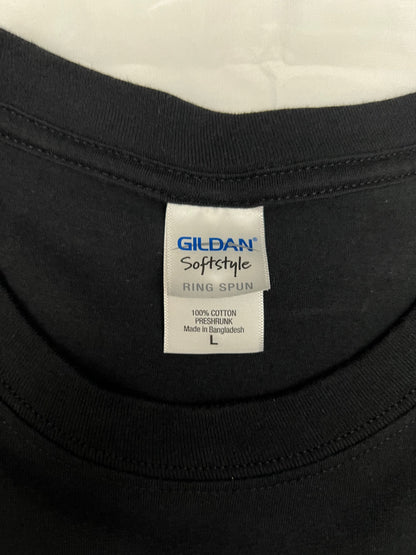 GILDAN®
Softstyle
RING SPUN
100% COTTON
PRESHRUNK
Made in Bangladesh
L